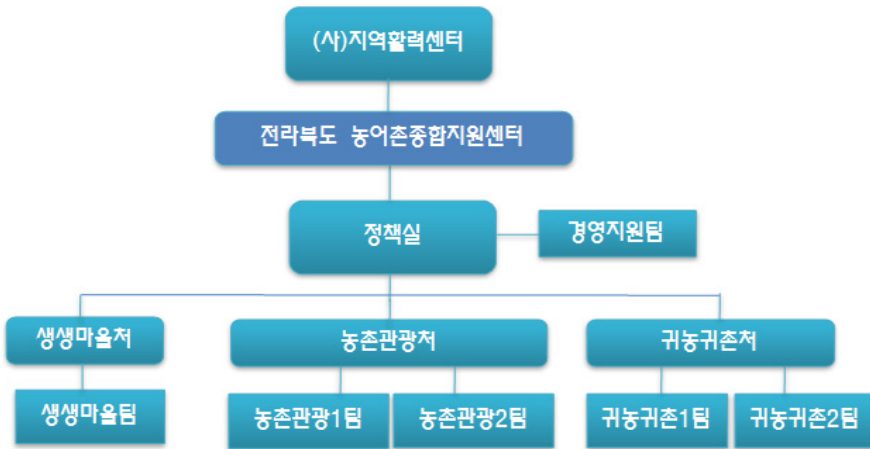 (사)지역활력센터
전라북도 농어촌종합지원센터
정책실
경영지원팀
생생마을처
농촌관광처
귀농귀촌처
생생마을팀
농촌관광1팀
농촌관광2팀
귀농귀촌1팀
귀농귀촌2팀